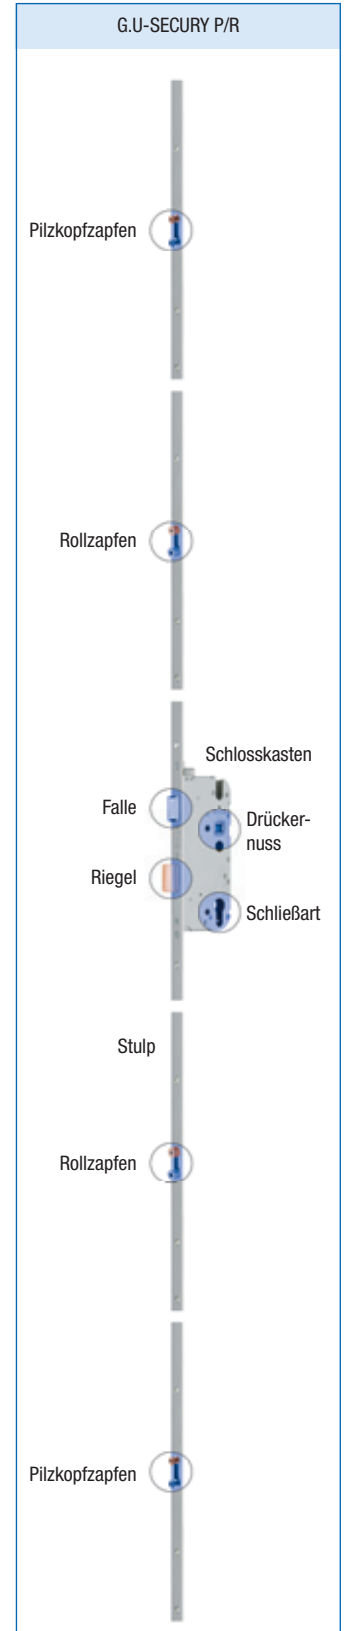 G.U-SECURY P/R
Pilzkopfzapfen
Rollzapfen
Schlosskasten
Falle
Drücker-
nuss
Riegel
Schließart
Stulp
Rollzapfen
Pilzkopfzapfen